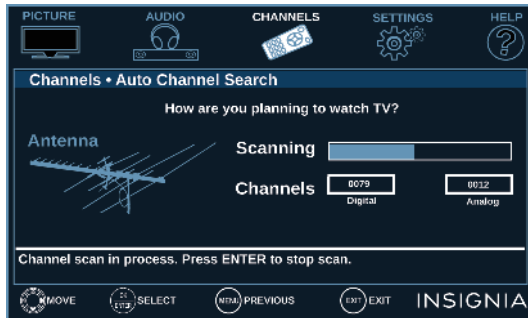 PICTURE AUDIO CHANNELS SETTINGS HELP
Channels • Auto Channel Search
How are you planning to watch TV?
Antenna
Scanning
Channels 0079 0012
Digital Analog
Channel scan in process. Press ENTER to stop scan.
MOVE OK ENTER SELECT MENU PREVIOUS EXIT EXIT INSIGNIA